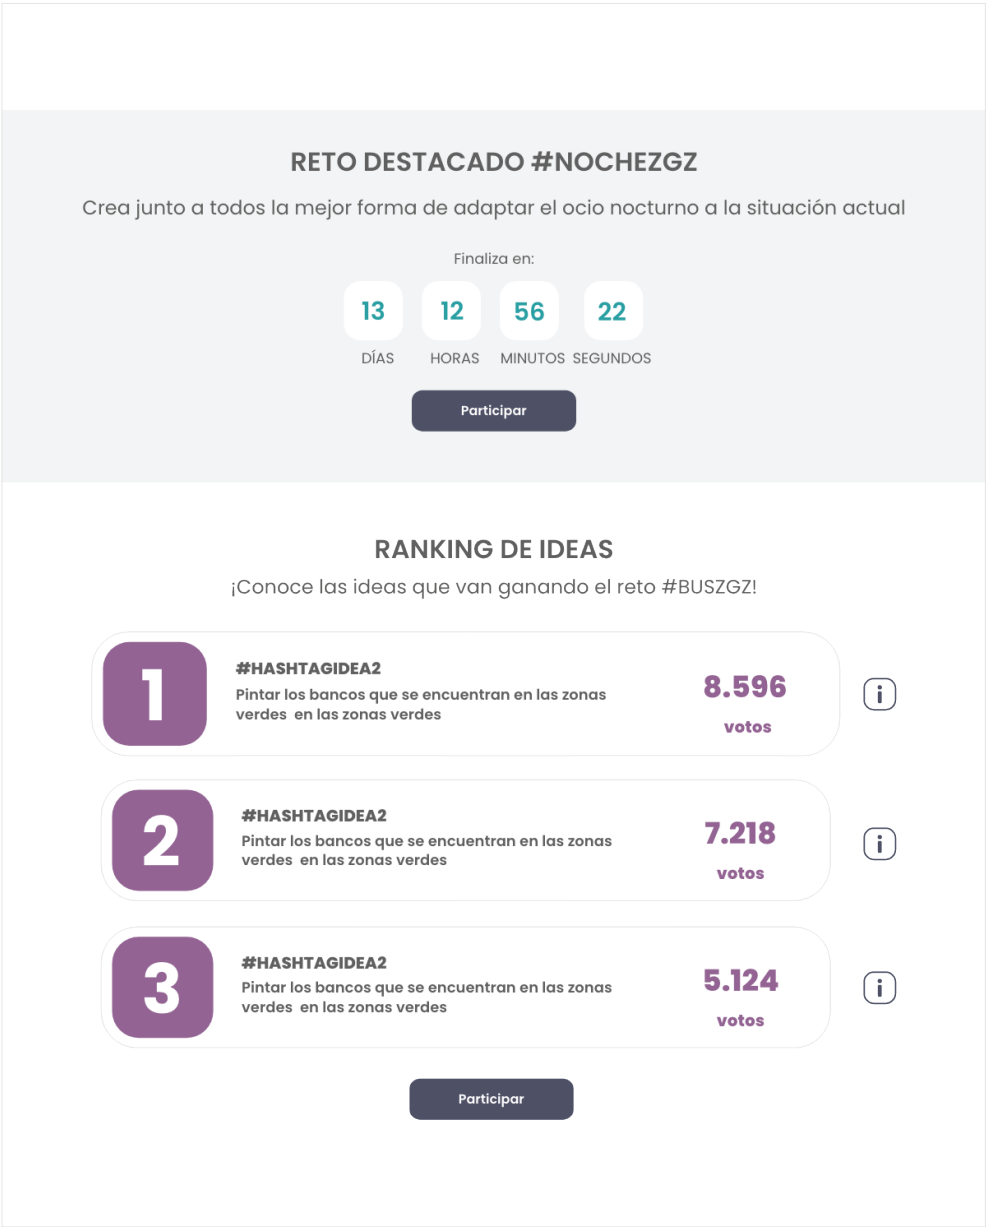 RETO DESTACADO #NOCHEZGZ
Crea junto a todos la mejor forma de adaptar el ocio nocturno a la situación actual
Finaliza en:
13 12 56 22
DÍAS HORAS MINUTOS SEGUNDOS
Participar
RANKING DE IDEAS
¡Conoce las ideas que van ganando el reto #BUSZGZ!
1
#HASHTAGIDEA2
Pintar los bancos que se encuentran en las zonas
verdes en las zonas verdes
8.596
votos
i
2
#HASHTAGIDEA2
Pintar los bancos que se encuentran en las zonas
verdes en las zonas verdes
7.218
votos
i
3
#HASHTAGIDEA2
Pintar los bancos que se encuentran en las zonas
verdes en las zonas verdes
5.124
votos
i
Participar